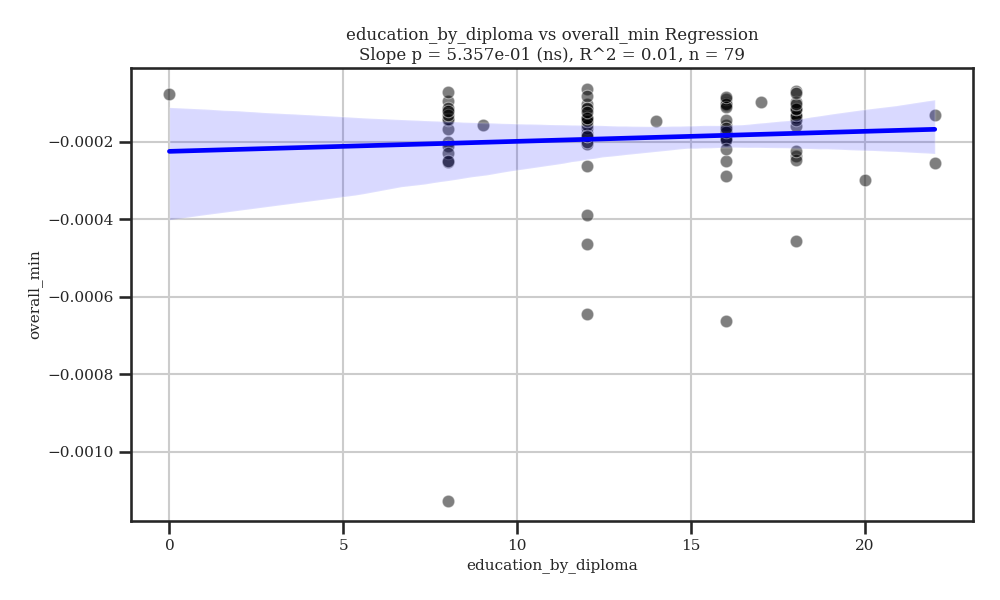 education_by_diploma vs overall_min Regression
Slope p = 5.357e-01 (ns), R^2 = 0.01, n = 79
−0.0002
−0.0004
−0.0006
−0.0008
−0.0010
overall_min
0 5 10 15 20
education_by_diploma